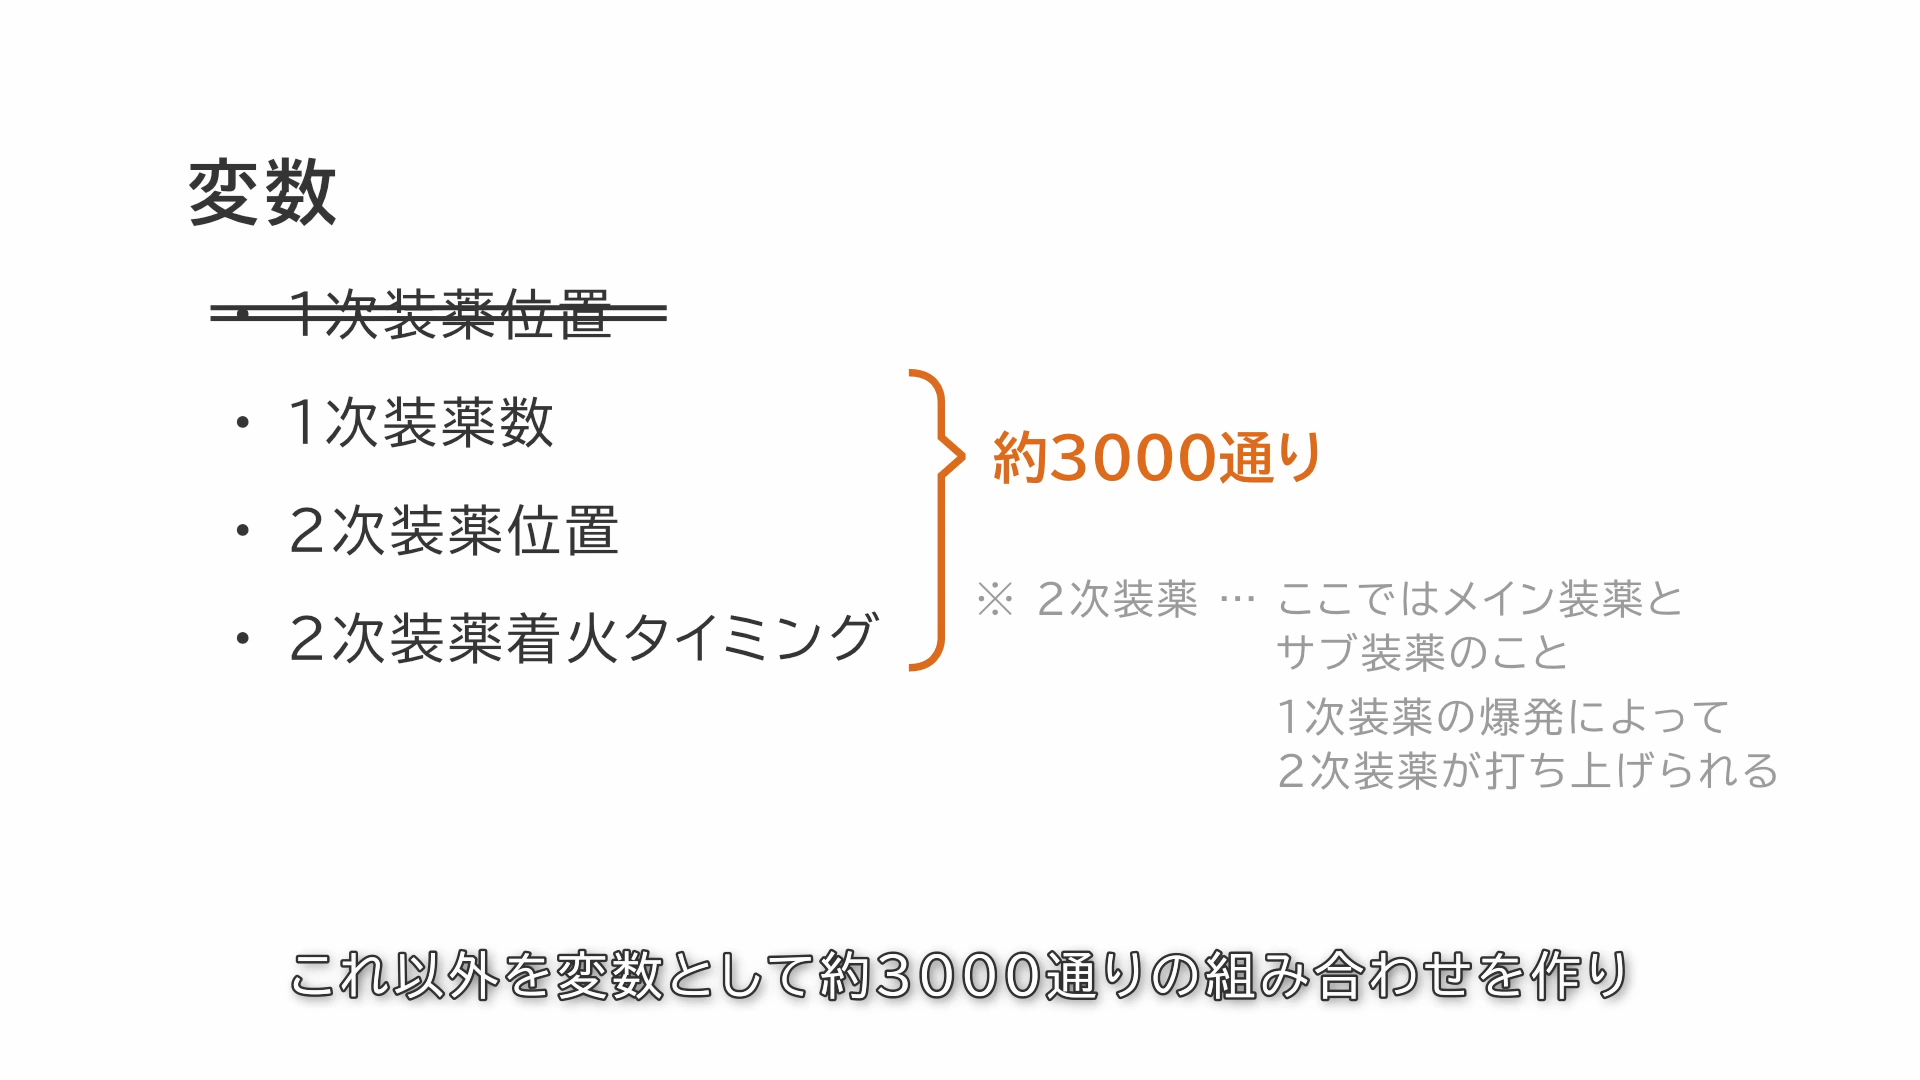 変数
・1次装薬位置
・1次装薬数
・2次装薬位置
・2次装薬着火タイミング
約3000通り
※ 2次装薬 … ここではメイン装薬と
サブ装薬のこと
1次装薬の爆発によって
2次装薬が打ち上げられる
これ以外を変数として約3000通りの組み合わせを作り